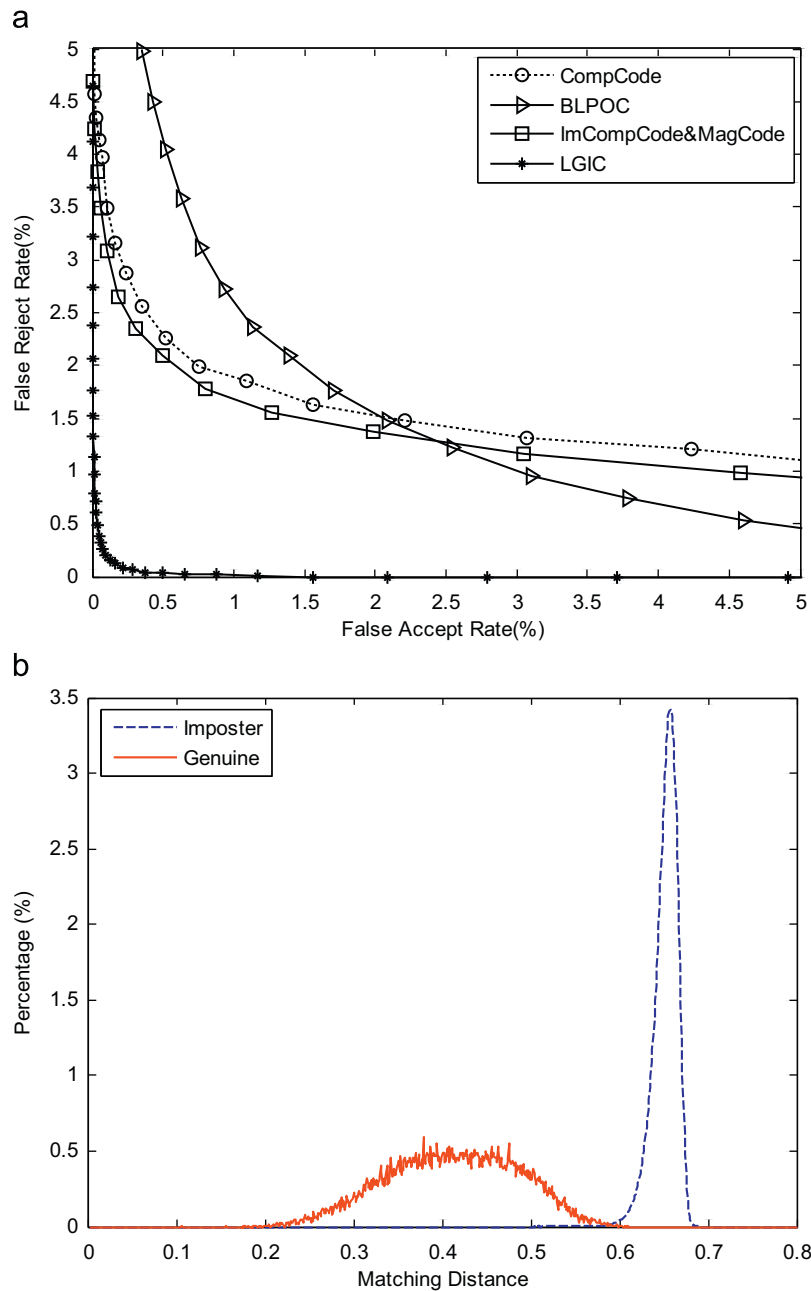 a
5
4.5
4
3.5
3
2.5
2
1.5
1
0.5
0
False Reject Rate(%)
CompCode
BLPOC
ImCompCode&MagCode
LGIC
0 0.5 1 1.5 2 2.5 3 3.5 4 4.5 5
False Accept Rate(%)
b
3.5
3
2.5
2
1.5
1
0.5
0
Percentage (%)
Imposter
Genuine
0 0.1 0.2 0.3 0.4 0.5 0.6 0.7 0.8
Matching Distance